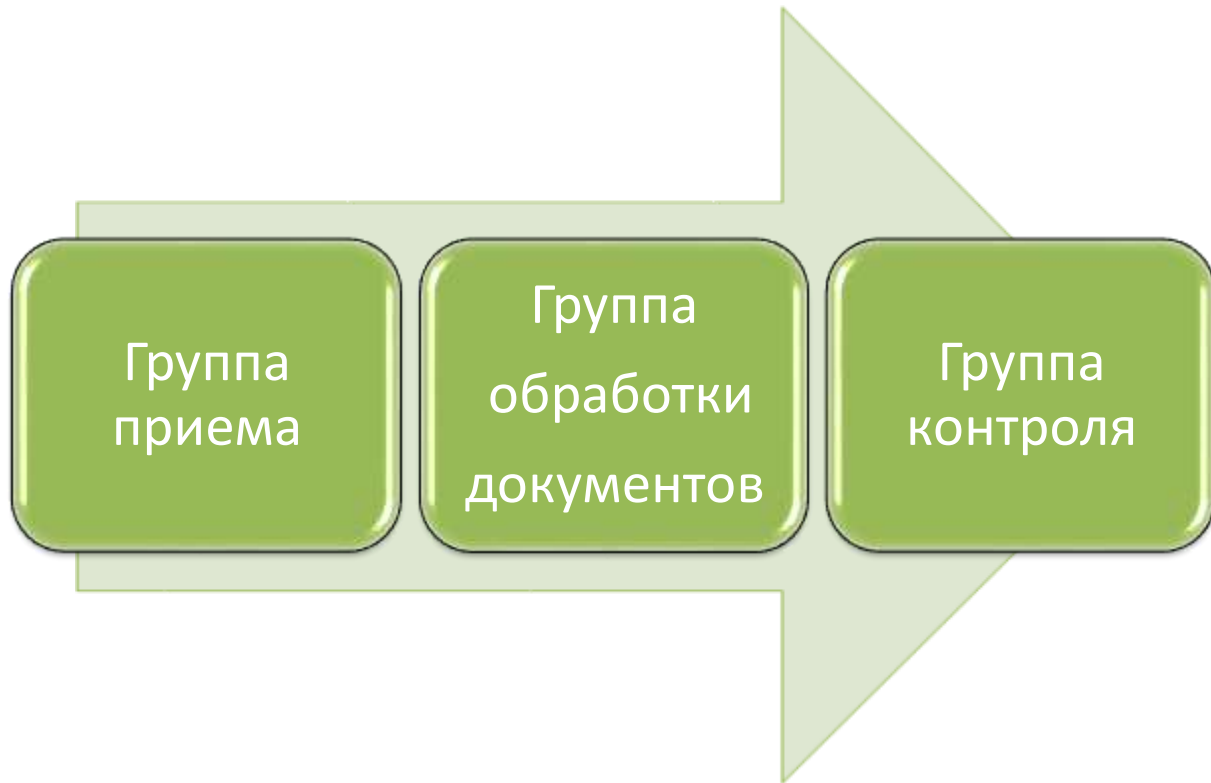 Группа
приема
Группа
обработки
документов
Группа
контроля